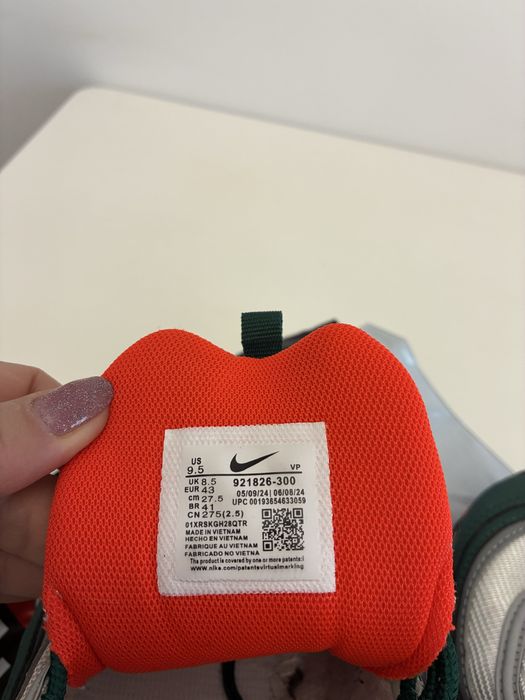 US
9.5
VP
UK 8.5
EUR 43
cm 27.5
BR 41
CN 275(2.5)
921826-300
05/09/24| 06/08/24
UPC 00193654633059
01XRSKGH28QTR
MADE IN VIETNAM
HECHO EN VIETNAM
FABRIQUE AU VIETNAM
FABRICADO NO VIETNA
The product is covered by one or more patents:i
www.nike.com/patentsvirtualmarking